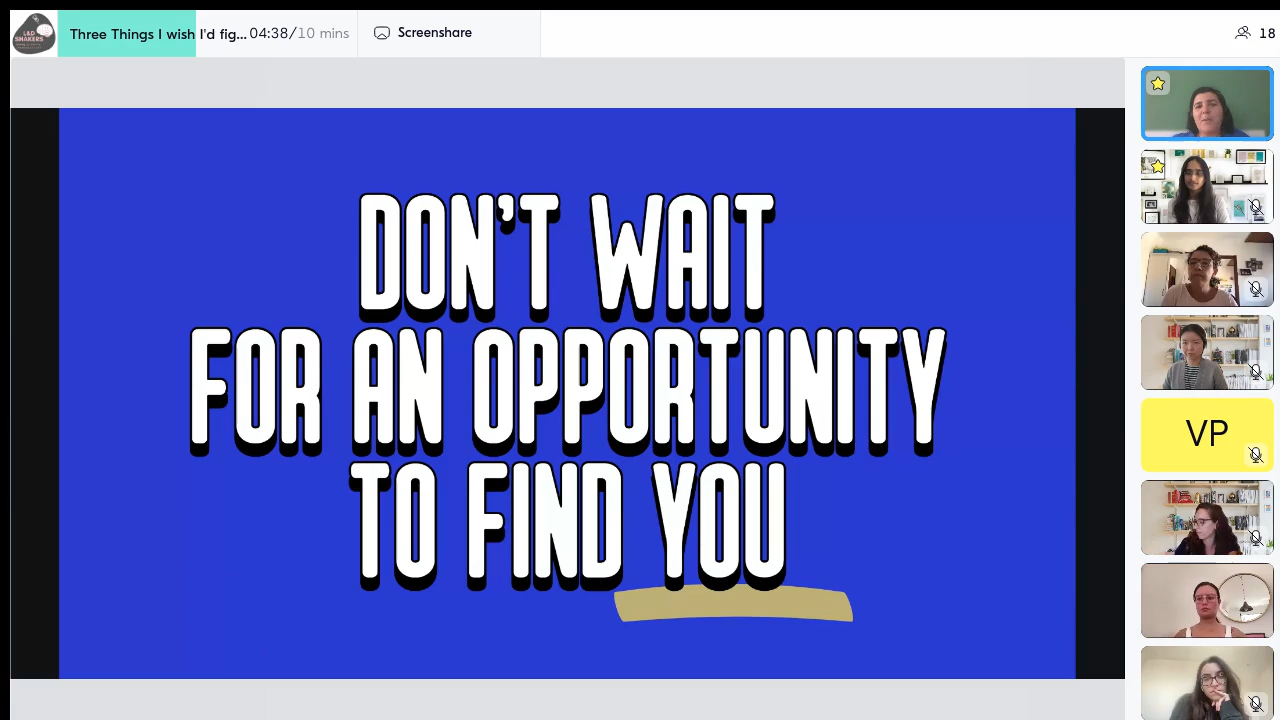 L&D
SHAKERS
Three Things I wish I'd fig... 04:38/10 mins
Screenshare
18
DON'T WAIT
FOR AN OPPORTUNITY
TO FIND YOU
VP